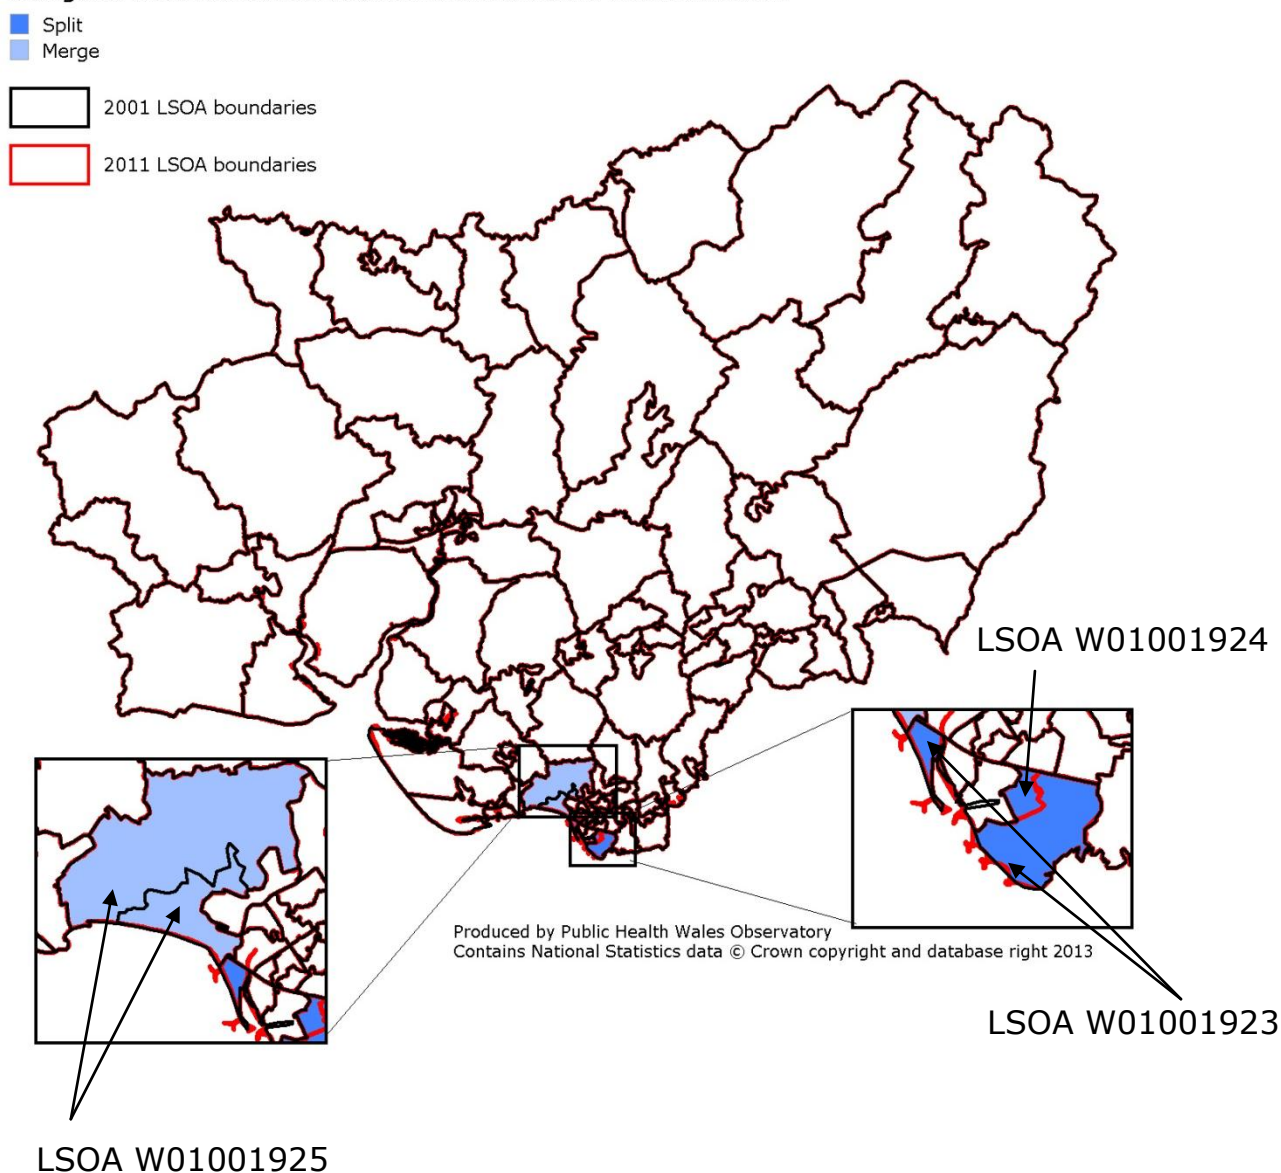 Split
Merge
2001 LSOA boundaries
2011 LSOA boundaries
LSOA W01001924
Produced by Public Health Wales Observatory
Contains National Statistics data © Crown copyright and database right 2013
LSOA W01001923
LSOA W01001925